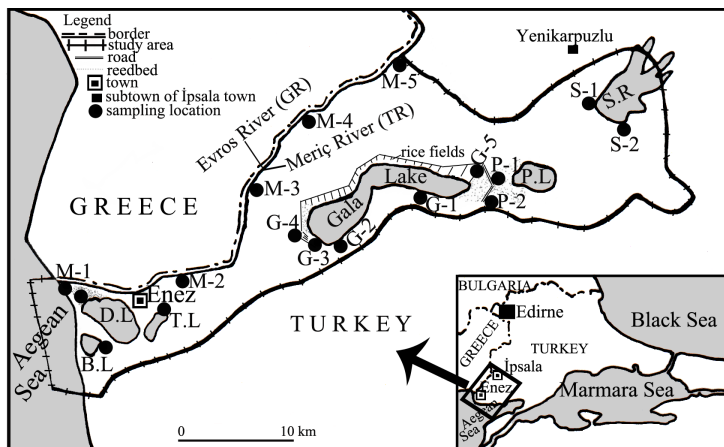 Legend
border
study area
road
reedbed
town
subtown of İpsala town
sampling location
Yenikarpuzlu
M-5
S-1
S.R
S-2
M-4
Evros River (GR)
Meriç River (TR)
rice fields
G-5
P-1
P.L
M-3
GREECE
Gala Lake
G-1
P-2
G-4
G-3
G-2
M-1
M-2
Enez
D.L
T.L
B.L
Aegean Sea
TURKEY
0 10 km
BULGARIA
Edirne
GREECE
TURKEY
Black Sea
İpsala
Enez
Marmara Sea
Aegean Sea